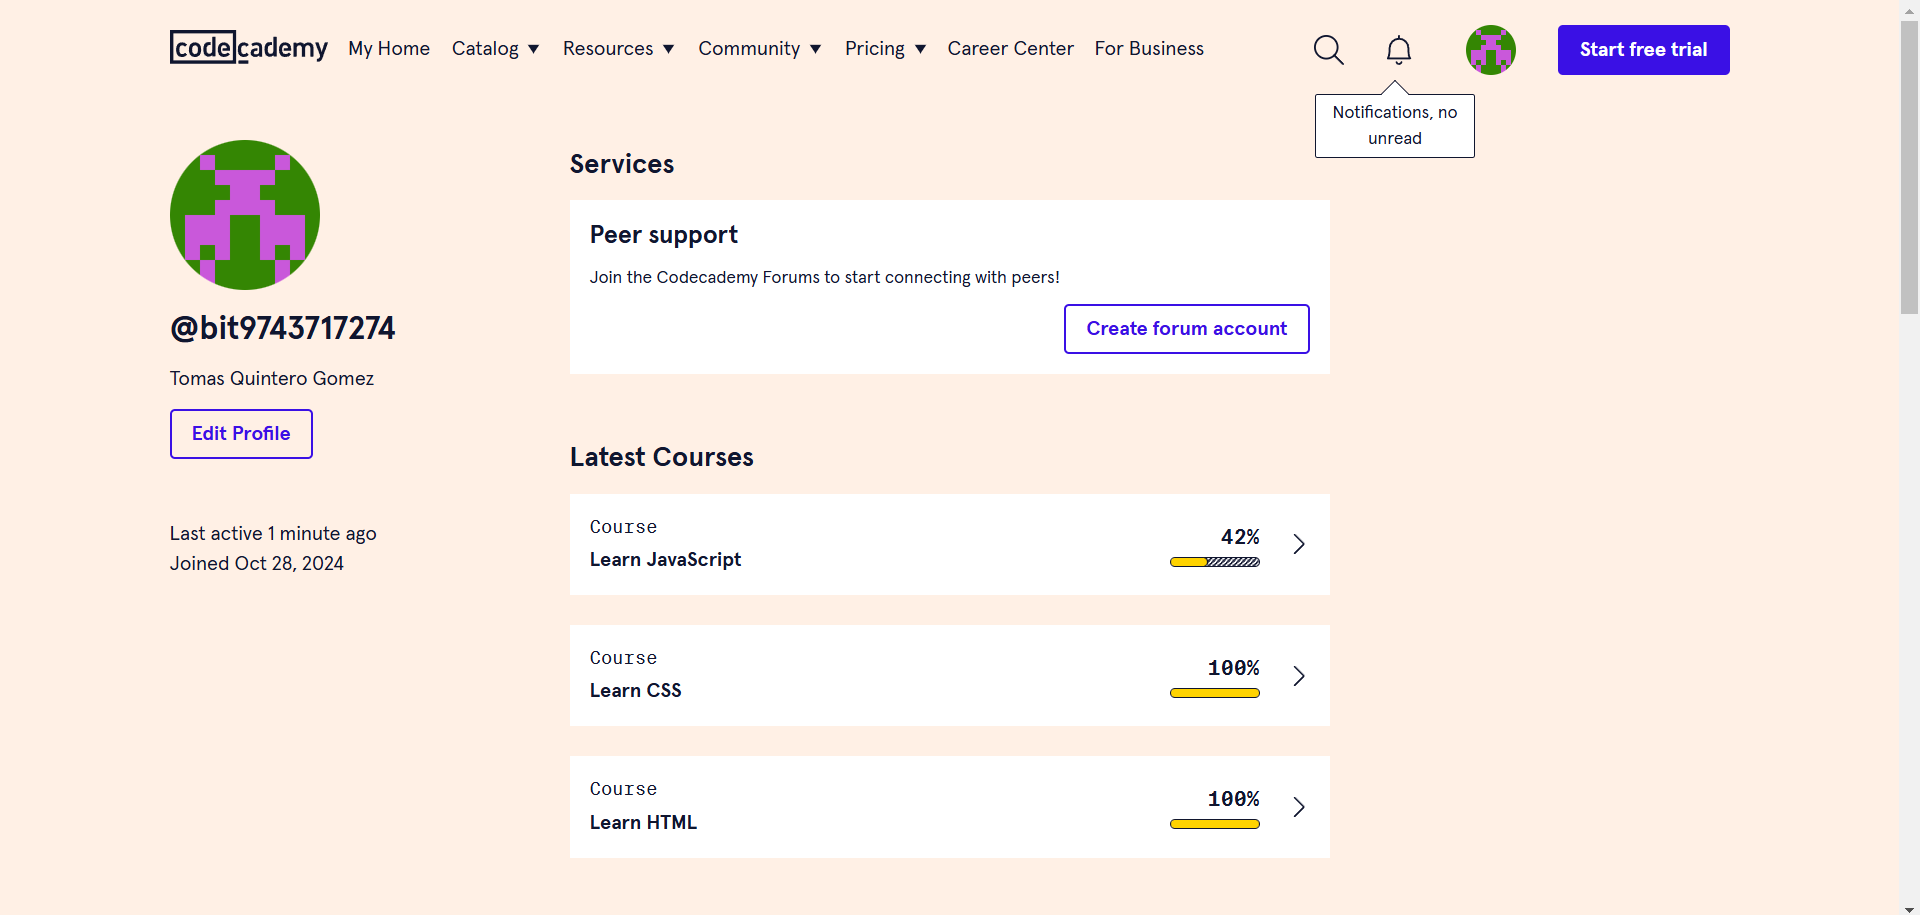 codecademy My Home Catalog Resources Community Pricing Career Center For Business Start free trial
Notifications, no
unread
@bit9743717274
Tomas Quintero Gomez
Edit Profile
Last active 1 minute ago
Joined Oct 28, 2024
Services
Peer support
Join the Codecademy Forums to start connecting with peers!
Create forum account
Latest Courses
Course
Learn JavaScript
42%
Course
Learn CSS
100%
Course
Learn HTML
100%